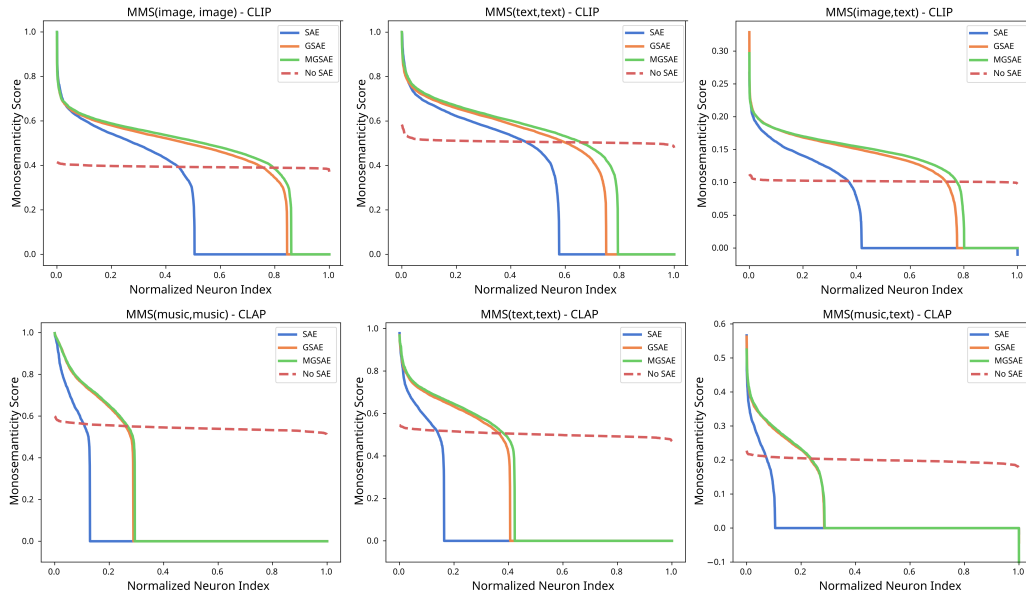 MMS(image, image) - CLIP
Monosemanticity Score
1.0
0.8
0.6
0.4
0.2
0.0
0.0 0.2 0.4 0.6 0.8 1.0
Normalized Neuron Index
SAE
GSAE
MGSAE
No SAE
MMS(text,text) - CLIP
Monosemanticity Score
1.0
0.8
0.6
0.4
0.2
0.0
0.0 0.2 0.4 0.6 0.8 1.0
Normalized Neuron Index
SAE
GSAE
MGSAE
No SAE
MMS(image,text) - CLIP
Monosemanticity Score
0.30
0.25
0.20
0.15
0.10
0.05
0.00
0.0 0.2 0.4 0.6 0.8 1.0
Normalized Neuron Index
SAE
GSAE
MGSAE
No SAE
MMS(music,music) - CLAP
Monosemanticity Score
1.0
0.8
0.6
0.4
0.2
0.0
0.0 0.2 0.4 0.6 0.8 1.0
Normalized Neuron Index
SAE
GSAE
MGSAE
No SAE
MMS(text,text) - CLAP
Monosemanticity Score
1.0
0.8
0.6
0.4
0.2
0.0
0.0 0.2 0.4 0.6 0.8 1.0
Normalized Neuron Index
SAE
GSAE
MGSAE
No SAE
MMS(music,text) - CLAP
Monosemanticity Score
0.6
0.5
0.4
0.3
0.2
0.1
0.0
−0.1
0.0 0.2 0.4 0.6 0.8 1.0
Normalized Neuron Index
SAE
GSAE
MGSAE
No SAE